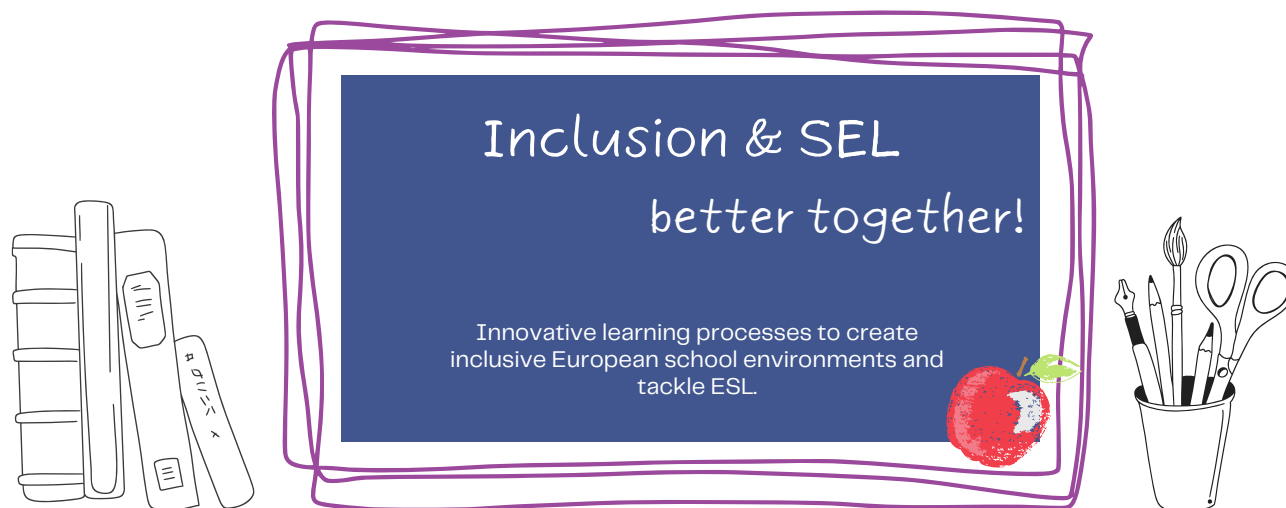 Inclusion & SEL
better together!
Innovative learning processes to create
inclusive European school environments and
tackle ESL.